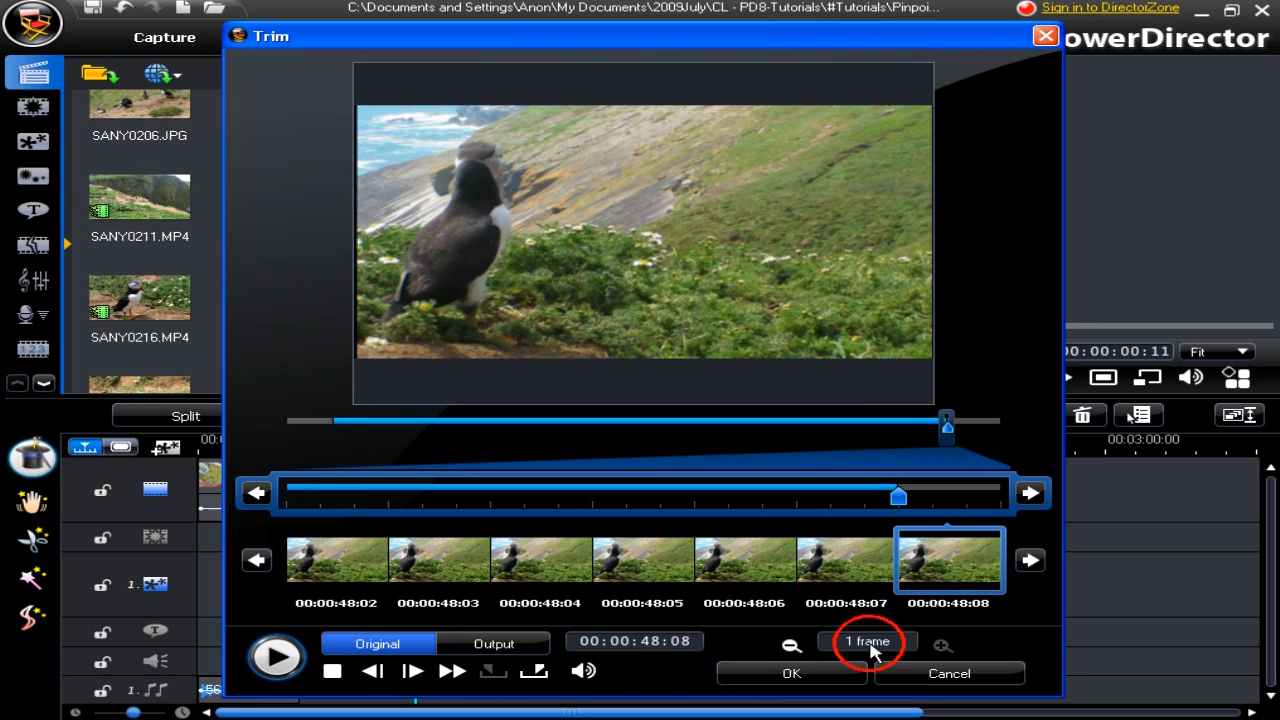 C:\Documents and Settings\Anon\My Documents\2009July\CL - PD8-Tutorials\#Tutorials\Pinpoi...
Sign in to DirectorZone
Capture
Trim
owerDirector
SANY0206.JPG
SANY0211.MP4
SANY0216.MP4
00:00:00:11
Fit
Split
00:03:00:00
1.
1.
00:00:48:02 00:00:48:03 00:00:48:04 00:00:48:05 00:00:48:06 00:00:48:07 00:00:48:08
Original
Output
00:00:48:08
1 frame
OK
Cancel